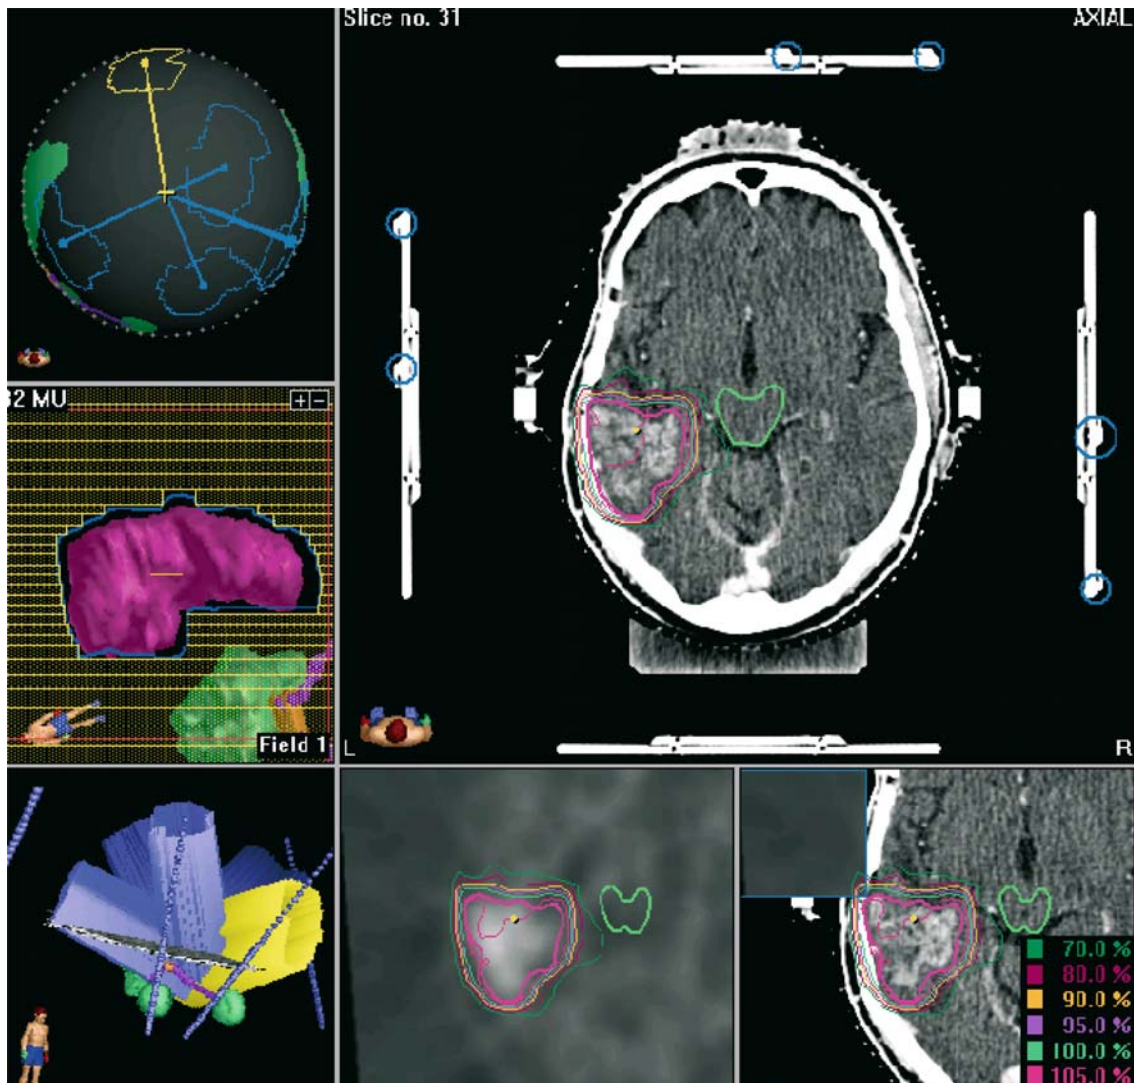 Slice no. 31
AXIAL
32 MU
+ −
Field 1
L
R
70.0 %
80.0 %
90.0 %
95.0 %
100.0 %
105.0 %